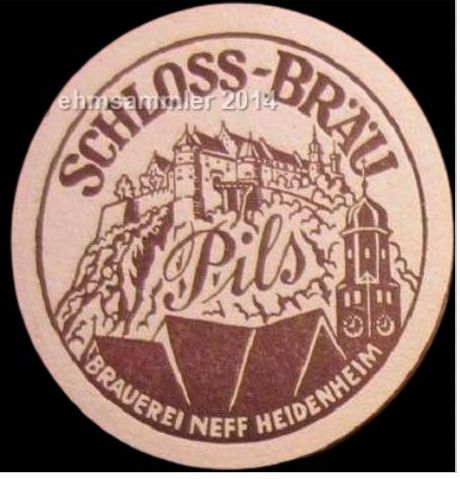 SCHLOSS-BRÄU
ehmsammler 2014
Pils
BRAUEREI NEFF HEIDENHEIM